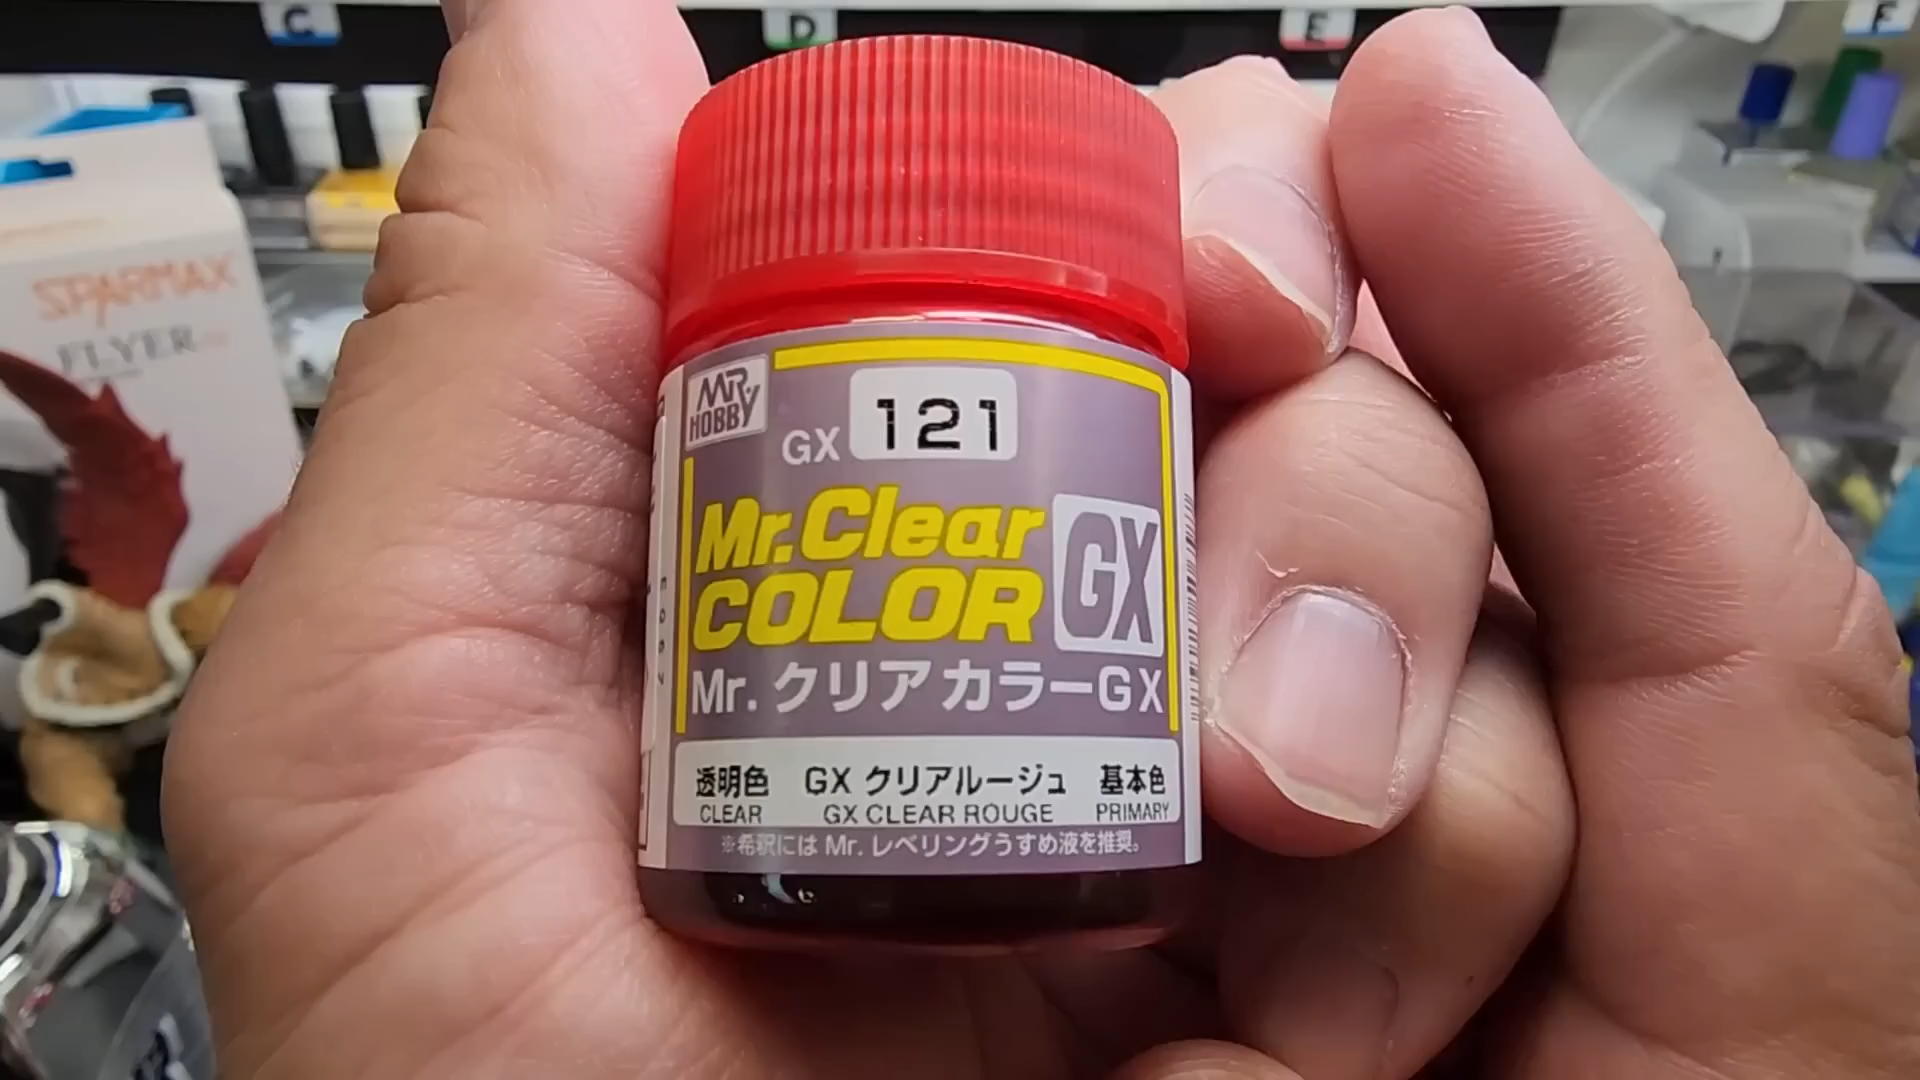 C
D
E
F
SPARMAX
FLYER
MR.
HOBBY
GX 121
Mr.Clear
COLOR GX
Mr.クリアカラーGX
透明色 GX クリアルージュ 基本色
CLEAR GX CLEAR ROUGE PRIMARY
※希釈にはMr.レベリングうすめ液を推奨。